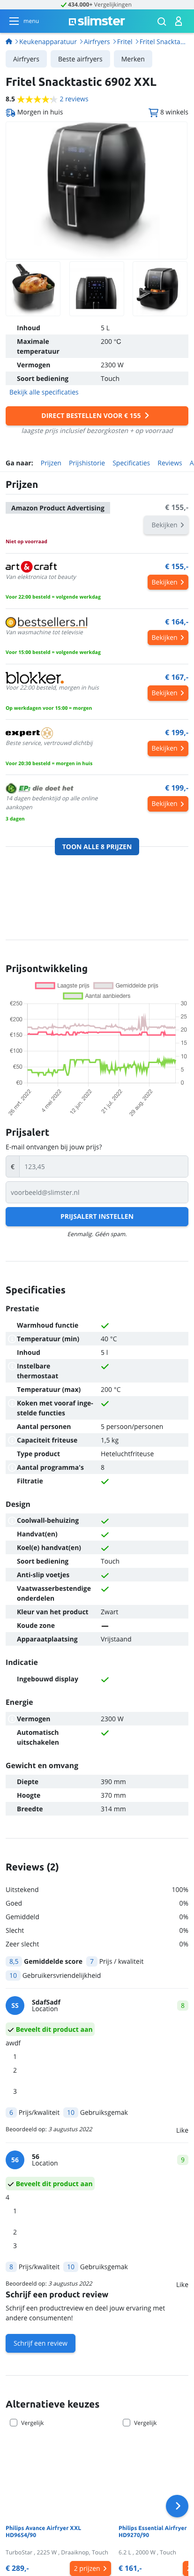 434.000+ Vergelijkingen
menu
slimster
Keukenapparatuur
Airfryers
Fritel
Fritel Snackta...
Airfryers
Beste airfryers
Merken
Fritel Snacktastic 6902 XXL
8.5
2 reviews
Morgen in huis
8 winkels
Inhoud 5 L
Maximale temperatuur 200 °C
Vermogen 2300 W
Soort bediening Touch
Bekijk alle specificaties
DIRECT BESTELLEN VOOR € 155
laagste prijs inclusief bezorgkosten + op voorraad
Ga naar: Prijzen Prijshistorie Specificaties Reviews A
Prijzen
Amazon Product Advertising
€ 155,-
Bekijken
Niet op voorraad
art&craft
€ 155,-
Van elektronica tot beauty
Bekijken
Voor 22:00 besteld = volgende werkdag
bestsellers.nl
€ 164,-
Van wasmachine tot televisie
Bekijken
Voor 15:00 besteld = volgende werkdag
blokker.
€ 167,-
Voor 22:00 besteld, morgen in huis
Bekijken
Op werkdagen voor 15:00 = morgen
expert
€ 199,-
Beste service, vertrouwd dichtbij
Bekijken
Voor 20:30 besteld = morgen in huis
EP: die doet het
€ 199,-
14 dagen bedenktijd op alle online aankopen
Bekijken
3 dagen
TOON ALLE 8 PRIJZEN
Prijsontwikkeling
Laagste prijs
Gemiddelde prijs
Aantal aanbieders
€250
€200
€150
€100
€50
€0
30
25
20
15
10
5
0
4 mei 2022
12 jun. 2022
21 jul. 2022
29 aug. 2022
Prijsalert
E-mail ontvangen bij jouw prijs?
€ 123,45
voorbeeld@slimster.nl
PRIJSALERT INSTELLEN
Eenmalig. Géén spam.
Specificaties
Prestatie
Warmhoud functie
Temperatuur (min) 40 °C
Inhoud 5 l
Instelbare thermostaat
Temperatuur (max) 200 °C
Koken met vooraf inge-
stelde functies
Aantal personen 5 persoon/personen
Capaciteit friteuse 1,5 kg
Type product Heteluchtfriteuse
Aantal programma's 8
Filtratie
Design
Coolwall-behuizing
Handvat(en)
Koel(e) handvat(en)
Soort bediening Touch
Anti-slip voetjes
Vaatwasserbestendige
onderdelen
Kleur van het product Zwart
Koude zone
Apparaatplaatsing Vrijstaand
Indicatie
Ingebouwd display
Energie
Vermogen 2300 W
Automatisch
uitschakelen
Gewicht en omvang
Diepte 390 mm
Hoogte 370 mm
Breedte 314 mm
Reviews (2)
Uitstekend 100%
Goed 0%
Gemiddeld 0%
Slecht 0%
Zeer slecht 0%
8,5 Gemiddelde score 7 Prijs / kwaliteit
10 Gebruikersvriendelijkheid
SS
SdafSadf
Location
8
Beveelt dit product aan
awdf
1
2
3
6 Prijs/kwaliteit 10 Gebruiksgemak
Beoordeeld op: 3 augustus 2022
Like
56
56
Location
9
Beveelt dit product aan
4
1
2
3
8 Prijs/kwaliteit 10 Gebruiksgemak
Beoordeeld op: 3 augustus 2022
Like
Schrijf een product review
Schrijf een productreview en deel jouw ervaring met
andere consumenten!
Schrijf een review
Alternatieve keuzes
Vergelijk
Vergelijk
Philips Avance Airfryer XXL
HD9654/90
Philips Essential Airfryer
HD9270/90
TurboStar , 2225 W , Draaiknop, Touch
6.2 L , 2000 W , Touch
€ 289,-
2 prijzen
€ 161,-